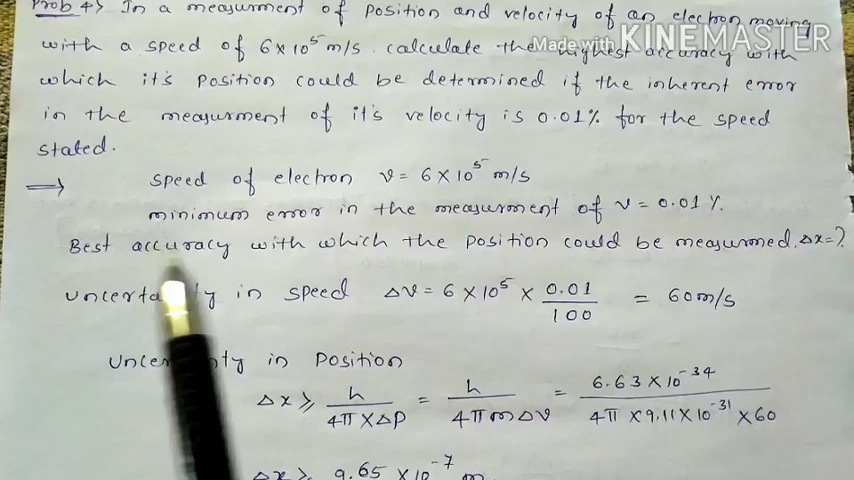 Prob 4> In a measurment of position and velocity of an electron moving
with a speed of 6×10⁵ m/s. calculate the highest accuracy with
Made with KINEMASTER
which it's position could be determined if the inherent error
in the measurment of it's velocity is 0.01% for the speed
stated.
⟹ speed of electron v = 6×10⁵ m/s
minimum error in the measurment of v = 0.01%
Best accuracy with which the position could be measurmed. Δx=?
in speed Δv = 6×10⁵ × 0.01/100 = 60 m/s
in position
Δx ≥ h/4π×Δp = h/4πmΔv = 6.63×10⁻³⁴/4π×9.11×10⁻³¹×60
Δx ≥ 9.65 ×10⁻⁷ m